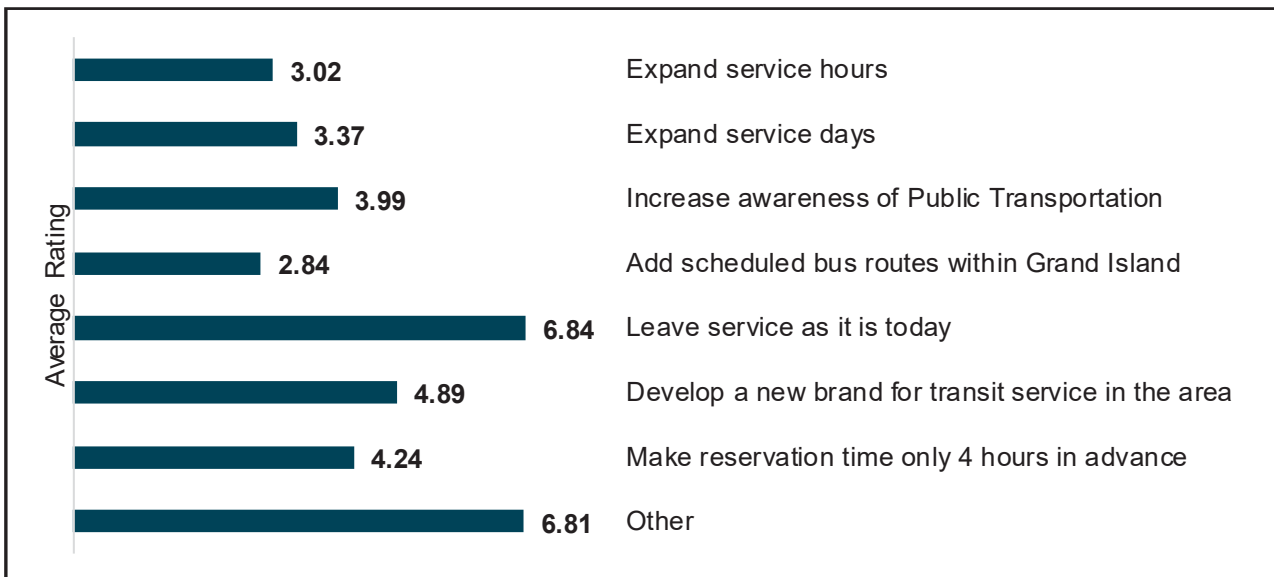 Average Rating
3.02 Expand service hours
3.37 Expand service days
3.99 Increase awareness of Public Transportation
2.84 Add scheduled bus routes within Grand Island
6.84 Leave service as it is today
4.89 Develop a new brand for transit service in the area
4.24 Make reservation time only 4 hours in advance
6.81 Other